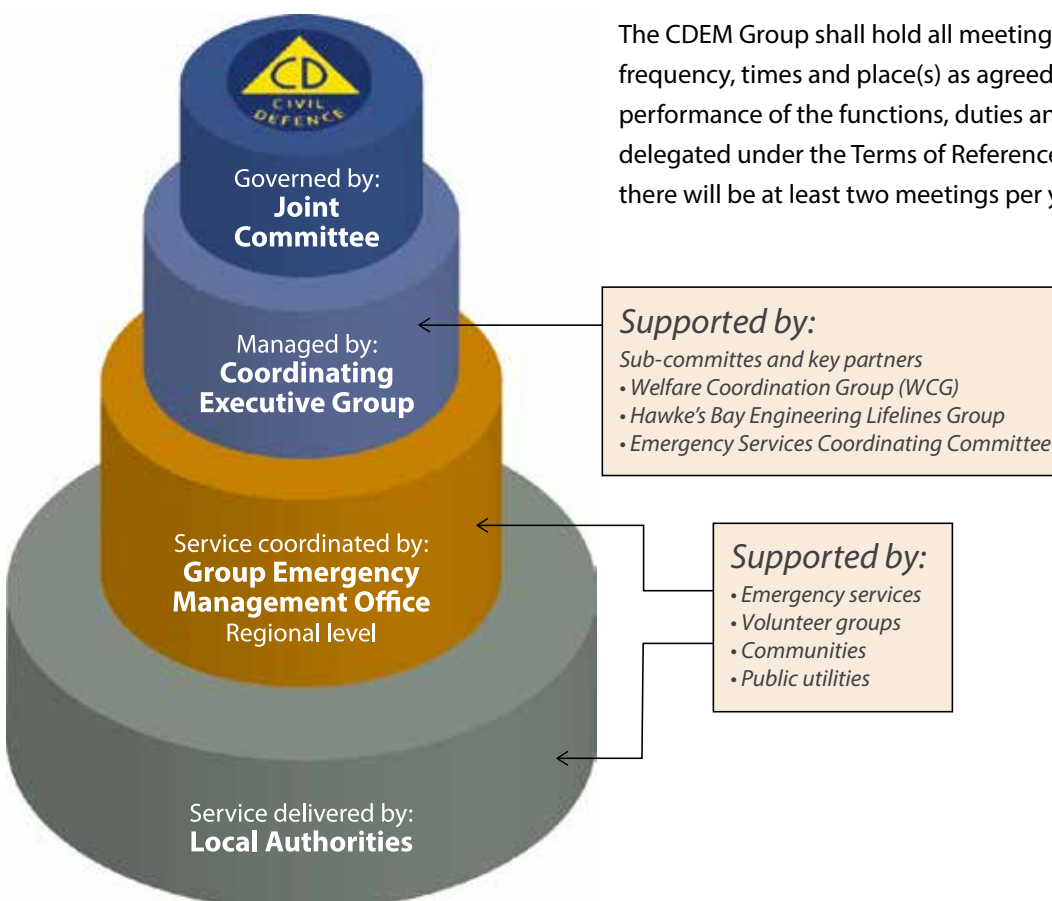 CD
CIVIL
DEFENCE
Governed by:
Joint
Committee
Managed by:
Coordinating
Executive Group
Service coordinated by:
Group Emergency
Management Office
Regional level
Service delivered by:
Local Authorities
The CDEM Group shall hold all meeting
frequency, times and place(s) as agreed
performance of the functions, duties an
delegated under the Terms of Reference
there will be at least two meetings per y
Supported by:
Sub-committes and key partners
• Welfare Coordination Group (WCG)
• Hawke's Bay Engineering Lifelines Group
• Emergency Services Coordinating Committee
Supported by:
• Emergency services
• Volunteer groups
• Communities
• Public utilities